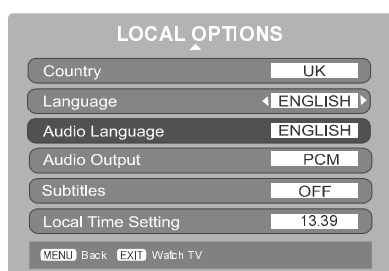 LOCAL OPTIONS
Country UK
Language ENGLISH
Audio Language ENGLISH
Audio Output PCM
Subtitles OFF
Local Time Setting 13.39
MENU Back EXIT Watch TV